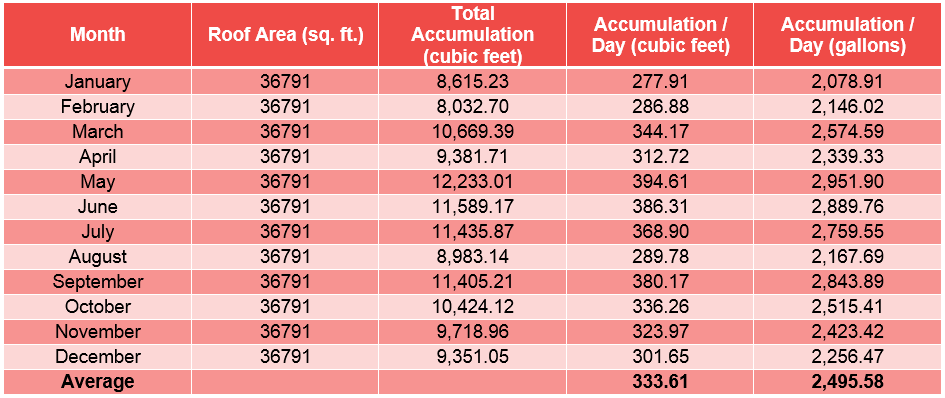 Month Roof Area (sq. ft.) Total Accumulation (cubic feet) Accumulation / Day (cubic feet) Accumulation / Day (gallons)
January 36791 8,615.23 277.91 2,078.91
February 36791 8,032.70 286.88 2,146.02
March 36791 10,669.39 344.17 2,574.59
April 36791 9,381.71 312.72 2,339.33
May 36791 12,233.01 394.61 2,951.90
June 36791 11,589.17 386.31 2,889.76
July 36791 11,435.87 368.90 2,759.55
August 36791 8,983.14 289.78 2,167.69
September 36791 11,405.21 380.17 2,843.89
October 36791 10,424.12 336.26 2,515.41
November 36791 9,718.96 323.97 2,423.42
December 36791 9,351.05 301.65 2,256.47
Average 333.61 2,495.58